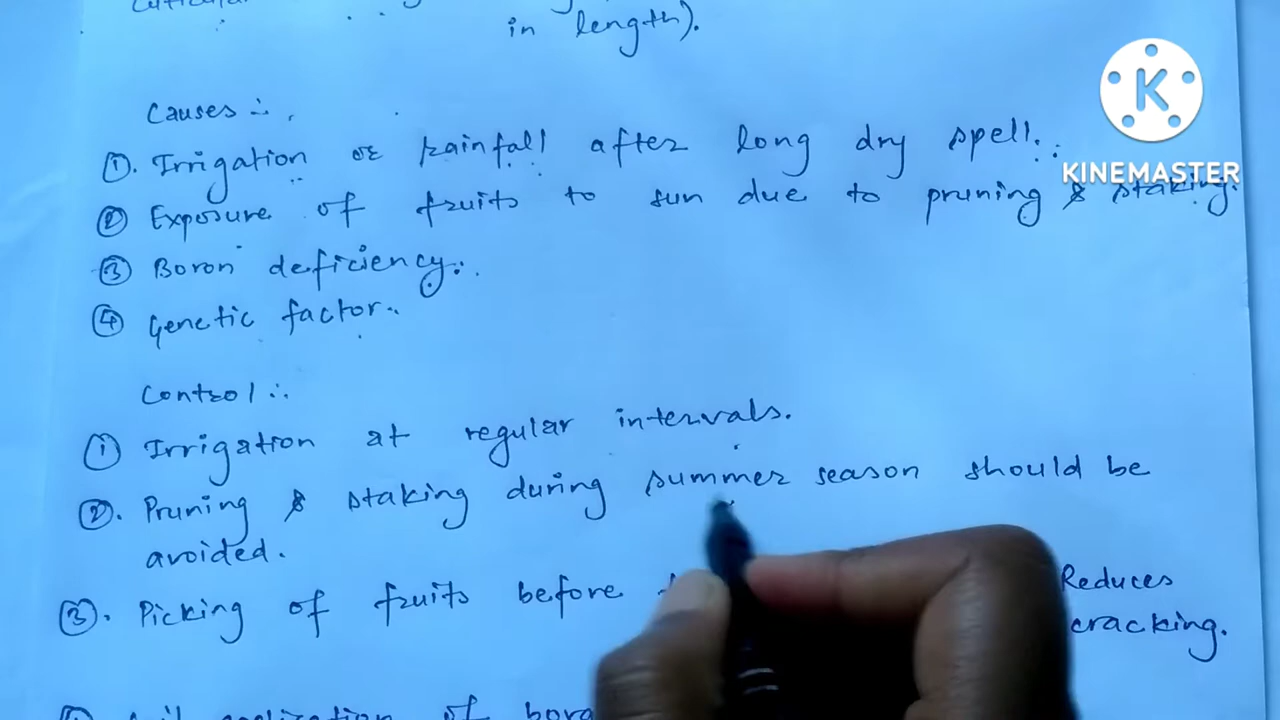 Cuticular
in length).
Causes :-
①. Irrigation or rainfall after long dry spell.
② Exposure of fruits to sun due to pruning & staking.
③ Boron deficiency.
④ Genetic factor.
Control :-
① Irrigation at regular intervals.
②. Pruning & staking during summer season should be
avoided.
③. Picking of fruits before Reduces
cracking.
of
K
KINEMASTER